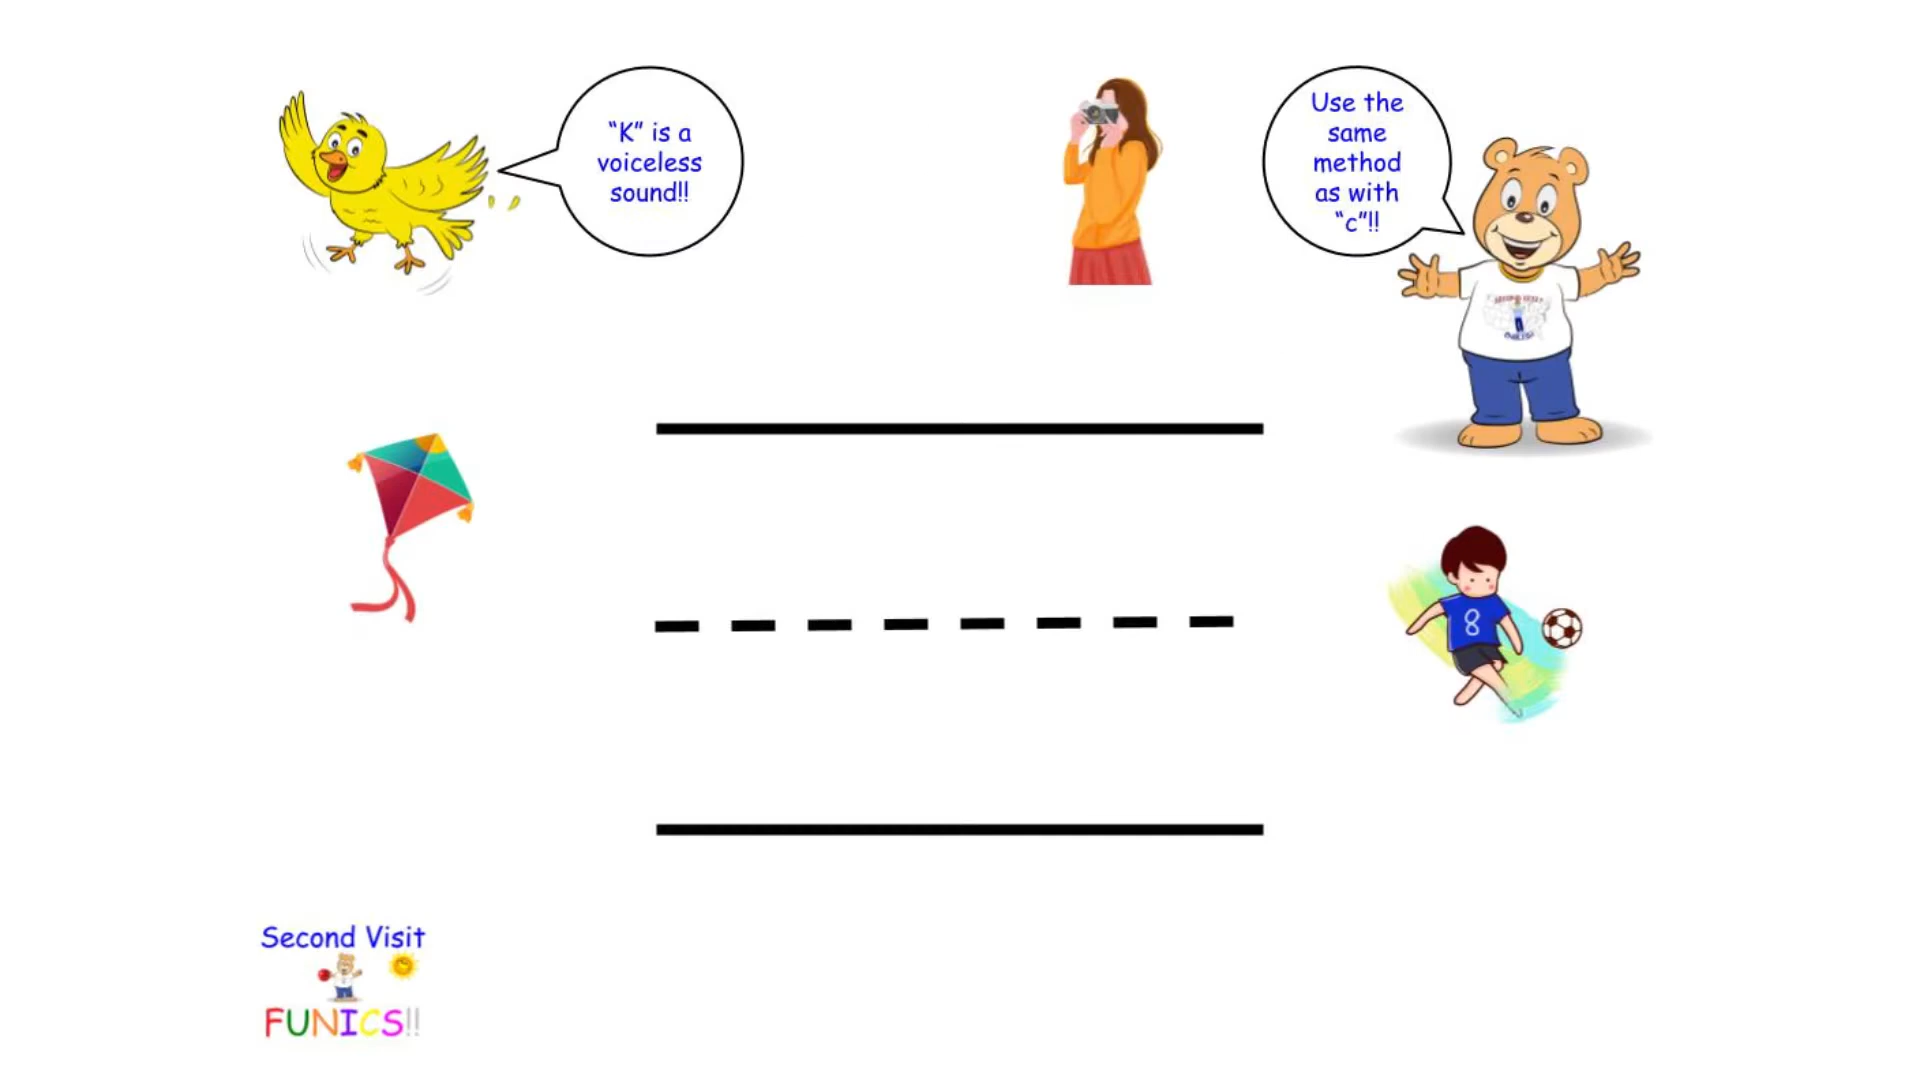 “K” is a
voiceless
sound!!
Use the
same
method
as with
“c”!!
8
Second Visit
FUNICS!!